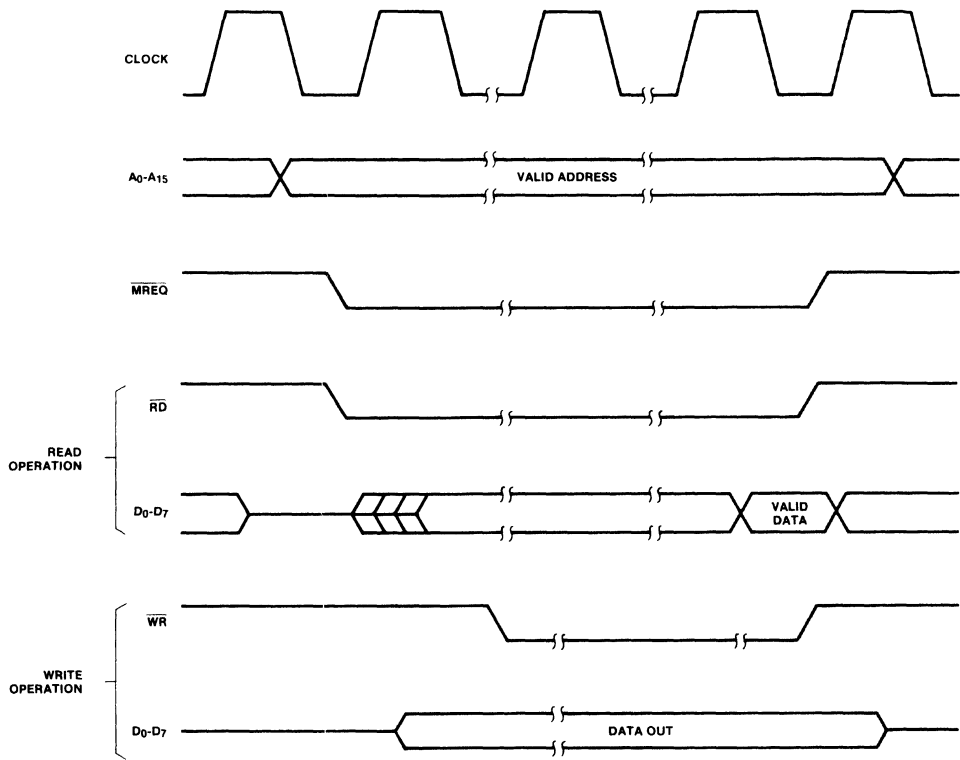 CLOCK
A0-A15
VALID ADDRESS
MREQ
RD
READ
OPERATION
D0-D7
VALID
DATA
WR
WRITE
OPERATION
D0-D7
DATA OUT